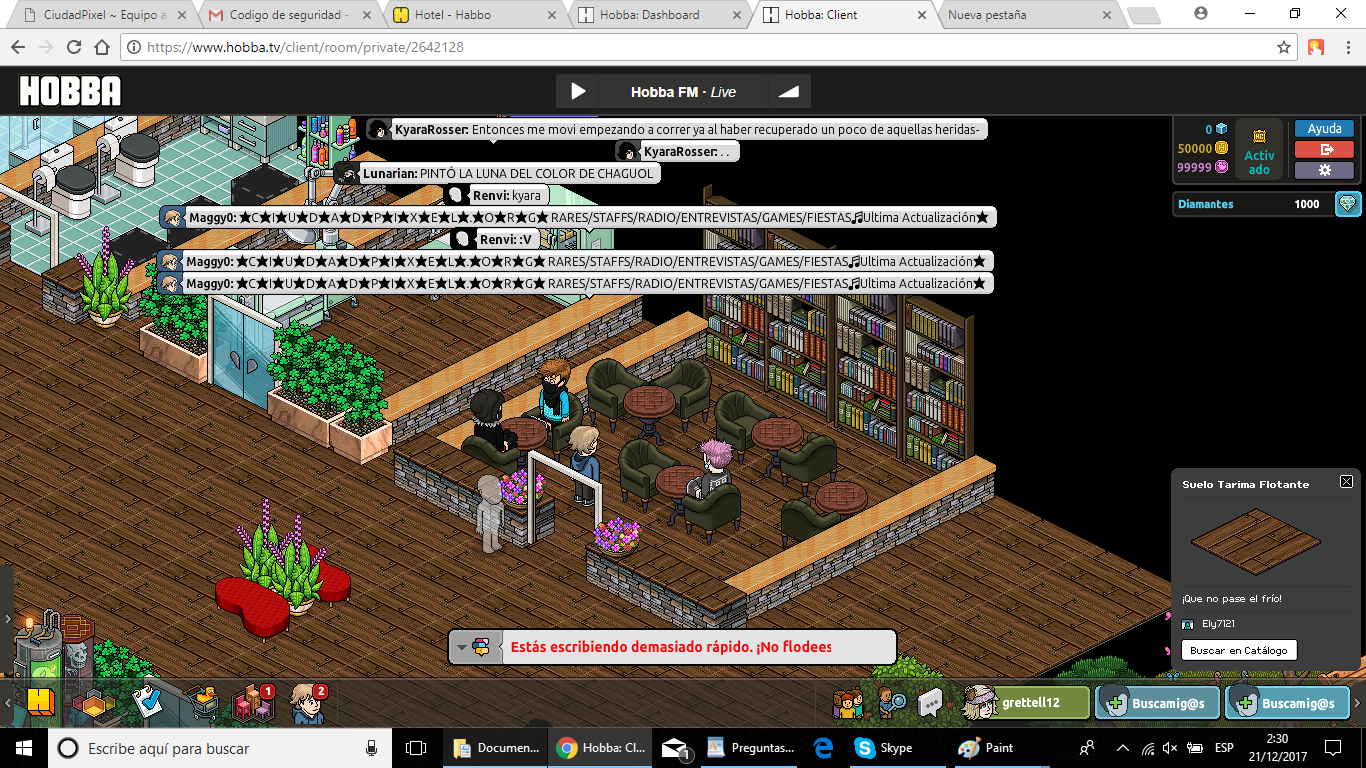 CiudadPixel ~ Equipo a
Codigo de seguridad -
Hotel - Habbo
Hobba: Dashboard
Hobba: Client
Nueva pestaña
https://www.hobba.tv/client/room/private/2642128
HOBBA
Hobba FM - Live
KyaraRosser: Entonces me movi empezando a correr ya al haber recuperado un poco de aquellas heridas-
KyaraRosser: . .
Lunarian: PINTÓ LA LUNA DEL COLOR DE CHAGUOL
Renvi: kyara
Maggy0: ★C★I★U★D★A★D★P★I★X★E★L★.★O★R★G★ RARES/STAFFS/RADIO/ENTREVISTAS/GAMES/FIESTAS♫Ultima Actualización★
Renvi: :V
Maggy0: ★C★I★U★D★A★D★P★I★X★E★L★.★O★R★G★ RARES/STAFFS/RADIO/ENTREVISTAS/GAMES/FIESTAS♫Ultima Actualización★
Maggy0: ★C★I★U★D★A★D★P★I★X★E★L★.★O★R★G★ RARES/STAFFS/RADIO/ENTREVISTAS/GAMES/FIESTAS♫Ultima Actualización★
0
50000
99999
HC
Activ
ado
Ayuda
Diamantes 1000
Suelo Tarima Flotante
¡Que no pase el frío!
Ely7121
Buscar en Catálogo
Estás escribiendo demasiado rápido. ¡No flodees
1
2
grettell12
Buscamig@s
Buscamig@s
Escribe aquí para buscar
Documen...
Hobba: Cl...
1
Preguntas...
Skype
Paint
ESP
2:30
21/12/2017